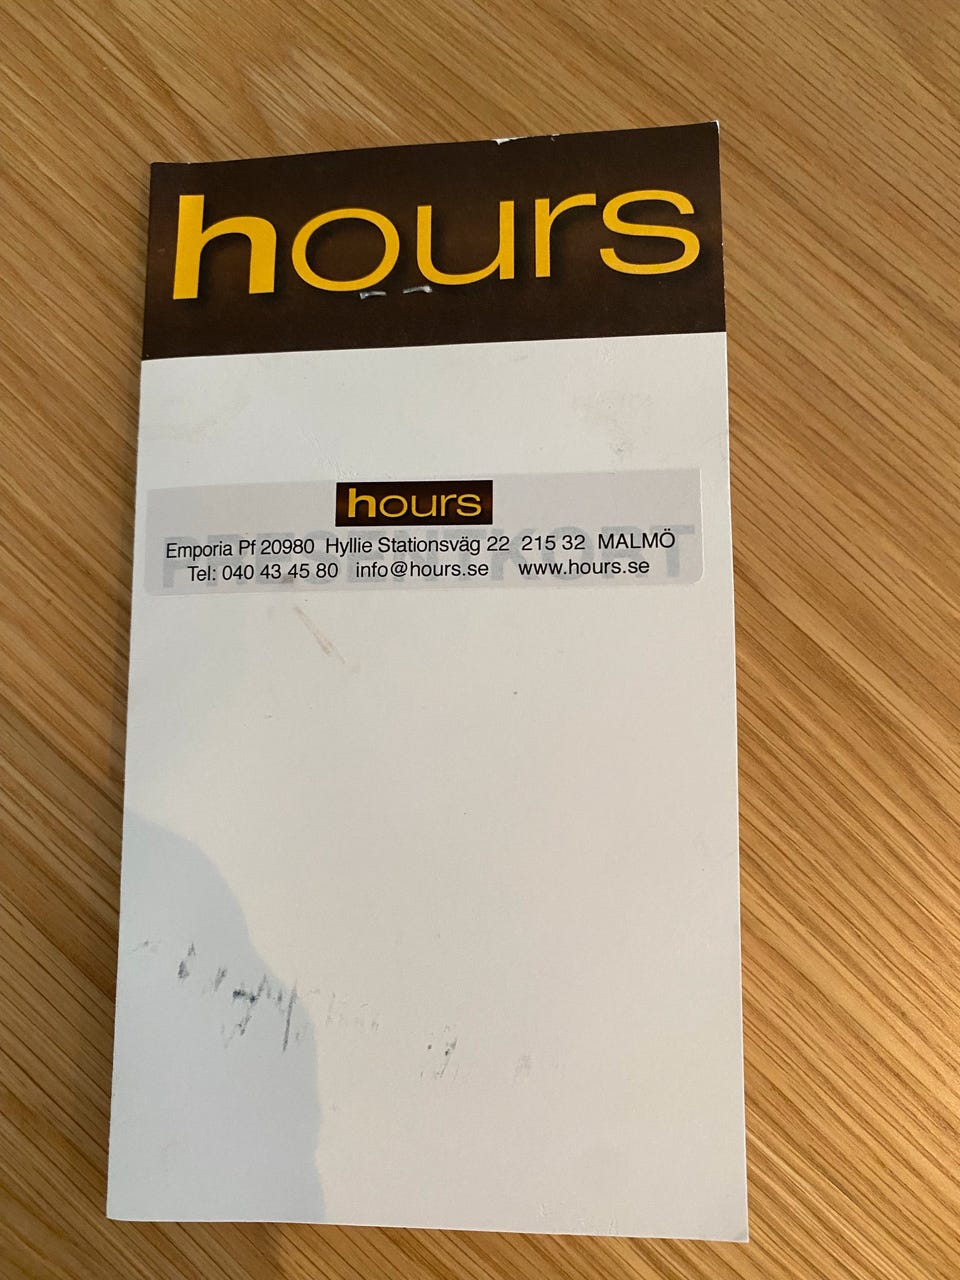 hours
hours
PRESENTKORT
Emporia Pf 20980 Hyllie Stationsväg 22 215 32 MALMÖ
Tel: 040 43 45 80 info@hours.se www.hours.se